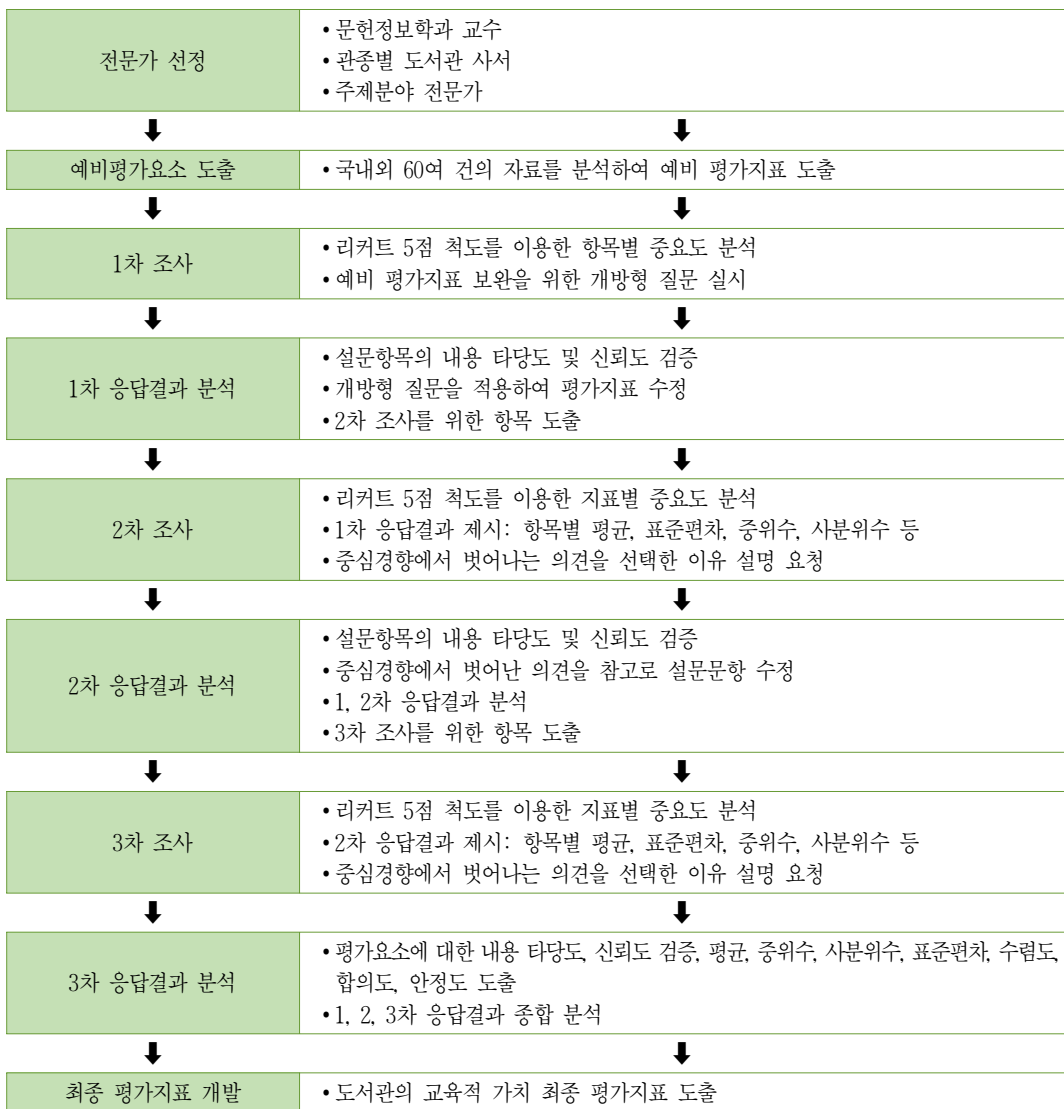 전문가 선정
• 문헌정보학과 교수
• 관종별 도서관 사서
• 주제분야 전문가
예비평가요소 도출
• 국내외 60여 건의 자료를 분석하여 예비 평가지표 도출
1차 조사
• 리커트 5점 척도를 이용한 항목별 중요도 분석
• 예비 평가지표 보완을 위한 개방형 질문 실시
1차 응답결과 분석
• 설문항목의 내용 타당도 및 신뢰도 검증
• 개방형 질문을 적용하여 평가지표 수정
• 2차 조사를 위한 항목 도출
2차 조사
• 리커트 5점 척도를 이용한 지표별 중요도 분석
• 1차 응답결과 제시: 항목별 평균, 표준편차, 중위수, 사분위수 등
• 중심경향에서 벗어나는 의견을 선택한 이유 설명 요청
2차 응답결과 분석
• 설문항목의 내용 타당도 및 신뢰도 검증
• 중심경향에서 벗어난 의견을 참고로 설문문항 수정
• 1, 2차 응답결과 분석
• 3차 조사를 위한 항목 도출
3차 조사
• 리커트 5점 척도를 이용한 지표별 중요도 분석
• 2차 응답결과 제시: 항목별 평균, 표준편차, 중위수, 사분위수 등
• 중심경향에서 벗어나는 의견을 선택한 이유 설명 요청
3차 응답결과 분석
• 평가요소에 대한 내용 타당도, 신뢰도 검증, 평균, 중위수, 사분위수, 표준편차, 수렴도,
합의도, 안정도 도출
• 1, 2, 3차 응답결과 종합 분석
최종 평가지표 개발
• 도서관의 교육적 가치 최종 평가지표 도출